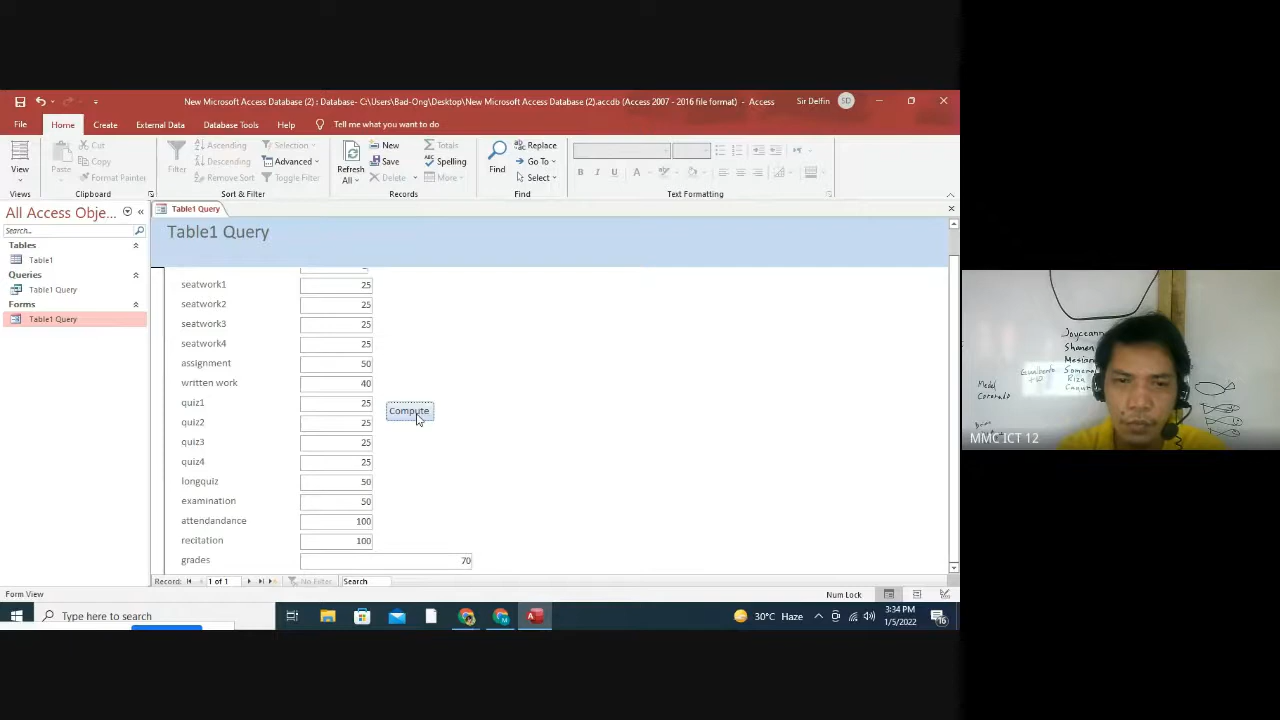 New Microsoft Access Database (2) : Database- C:\Users\Bad-Ong\Desktop\New Microsoft Access Database (2).accdb (Access 2007 - 2016 file format) - Access
Sir Delfin
SD
File Home Create External Data Database Tools Help Tell me what you want to do
View
Views
Paste
Cut
Copy
Format Painter
Clipboard
Filter
Ascending
Descending
Remove Sort
Selection
Advanced
Toggle Filter
Sort & Filter
Refresh
All
New
Save
Delete
Totals
Spelling
More
Records
Find
Replace
Go To
Select
Find
B I U
A
Text Formatting
All Access Obje...
Search...
Tables
Table1
Queries
Table1 Query
Forms
Table1 Query
Table1 Query
Table1 Query
seatwork1 25
seatwork2 25
seatwork3 25
seatwork4 25
assignment 50
written work 40
quiz1 25
Compute
quiz2 25
quiz3 25
quiz4 25
longquiz 50
examination 50
attendandance 100
recitation 100
grades 70
Record: 1 of 1 No Filter Search
Form View
Num Lock
Type here to search
30°C Haze
3:34 PM
1/5/2022
16
Joyceann
Shanen
Riza
MMC ICT 12